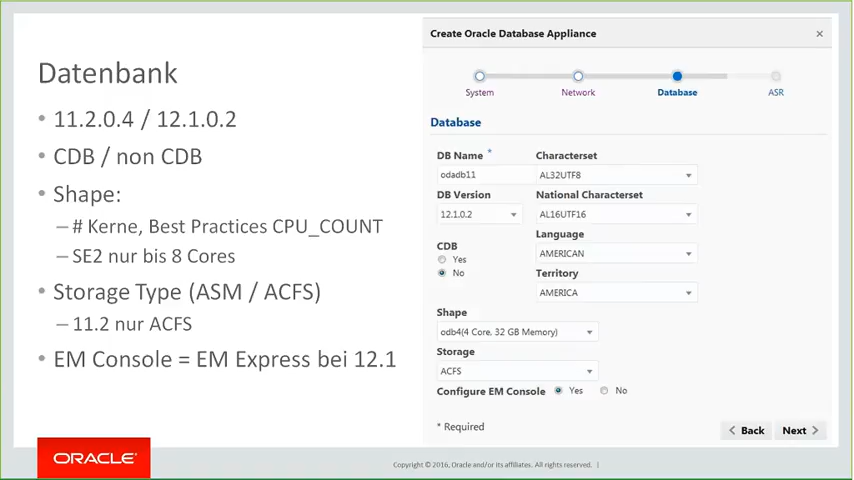 Datenbank
• 11.2.0.4 / 12.1.0.2
• CDB / non CDB
• Shape:
– # Kerne, Best Practices CPU_COUNT
– SE2 nur bis 8 Cores
• Storage Type (ASM / ACFS)
– 11.2 nur ACFS
• EM Console = EM Express bei 12.1
ORACLE
Create Oracle Database Appliance ×
System Network Database ASR
Database
DB Name * Characterset
odadb11 AL32UTF8
DB Version National Characterset
12.1.0.2 AL16UTF16
Language
CDB AMERICAN
Yes
No Territory
AMERICA
Shape
odb4(4 Core, 32 GB Memory)
Storage
ACFS
Configure EM Console Yes No
* Required
Back Next
Copyright © 2016, Oracle and/or its affiliates. All rights reserved. |